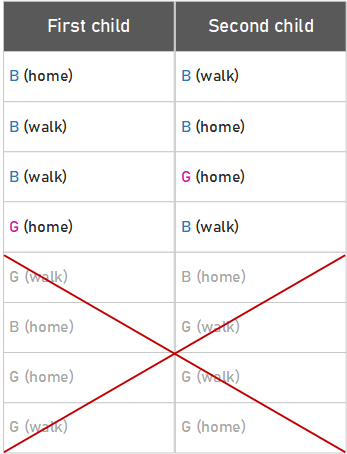 First child Second child
B (home) B (walk)
B (walk) B (home)
B (walk) G (home)
G (home) B (walk)
G (walk) B (home)
B (home) G (walk)
G (home) G (walk)
G (walk) G (home)